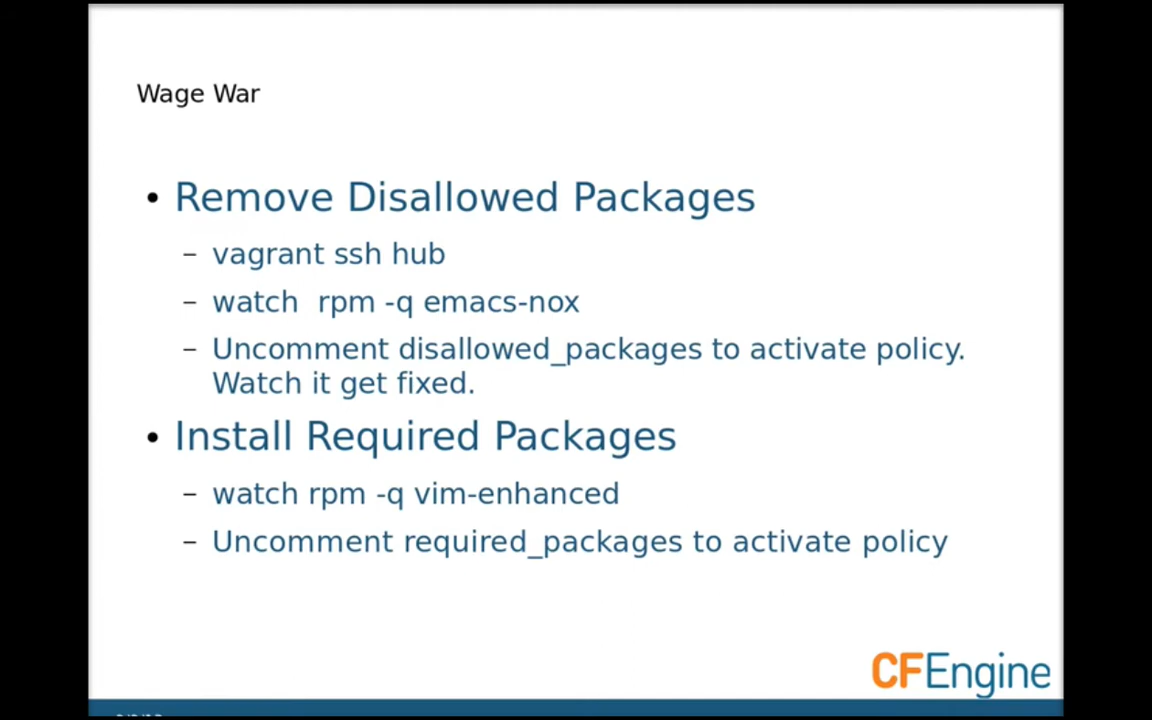 Wage War
• Remove Disallowed Packages
– vagrant ssh hub
– watch  rpm -q emacs-nox
– Uncomment disallowed_packages to activate policy.
Watch it get fixed.
• Install Required Packages
– watch rpm -q vim-enhanced
– Uncomment required_packages to activate policy
CFEngine